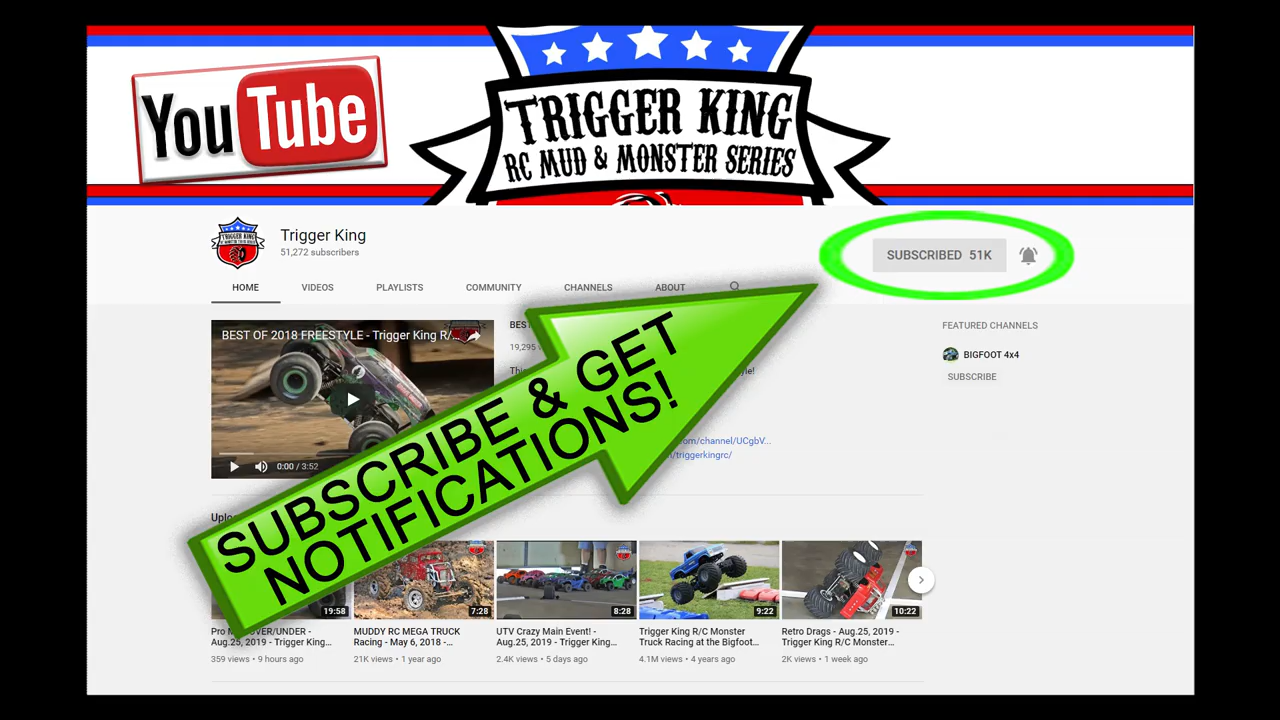 YouTube
TRIGGER KING
RC MUD & MONSTER SERIES
Trigger King
51,272 subscribers
SUBSCRIBED 51K
HOME VIDEOS PLAYLISTS COMMUNITY CHANNELS ABOUT
BEST OF 2018 FREESTYLE - Trigger King R/...
0:00 / 3:52
BEST
19,295
FEATURED CHANNELS
BIGFOOT 4x4
SUBSCRIBE
com/channel/UCgbV...
/triggerkingrc/
SUBSCRIBE & GET
NOTIFICATIONS!
19:58
7:28
8:28
9:22
10:22
Aug.25, 2019 - Trigger King...
359 views • 9 hours ago
MUDDY RC MEGA TRUCK
Racing - May 6, 2018 -...
21K views • 1 year ago
UTV Crazy Main Event! -
Aug.25, 2019 - Trigger King...
2.4K views • 5 days ago
Trigger King R/C Monster
Truck Racing at the Bigfoot...
4.1M views • 4 years ago
Retro Drags - Aug.25, 2019 -
Trigger King R/C Monster...
2K views • 1 week ago